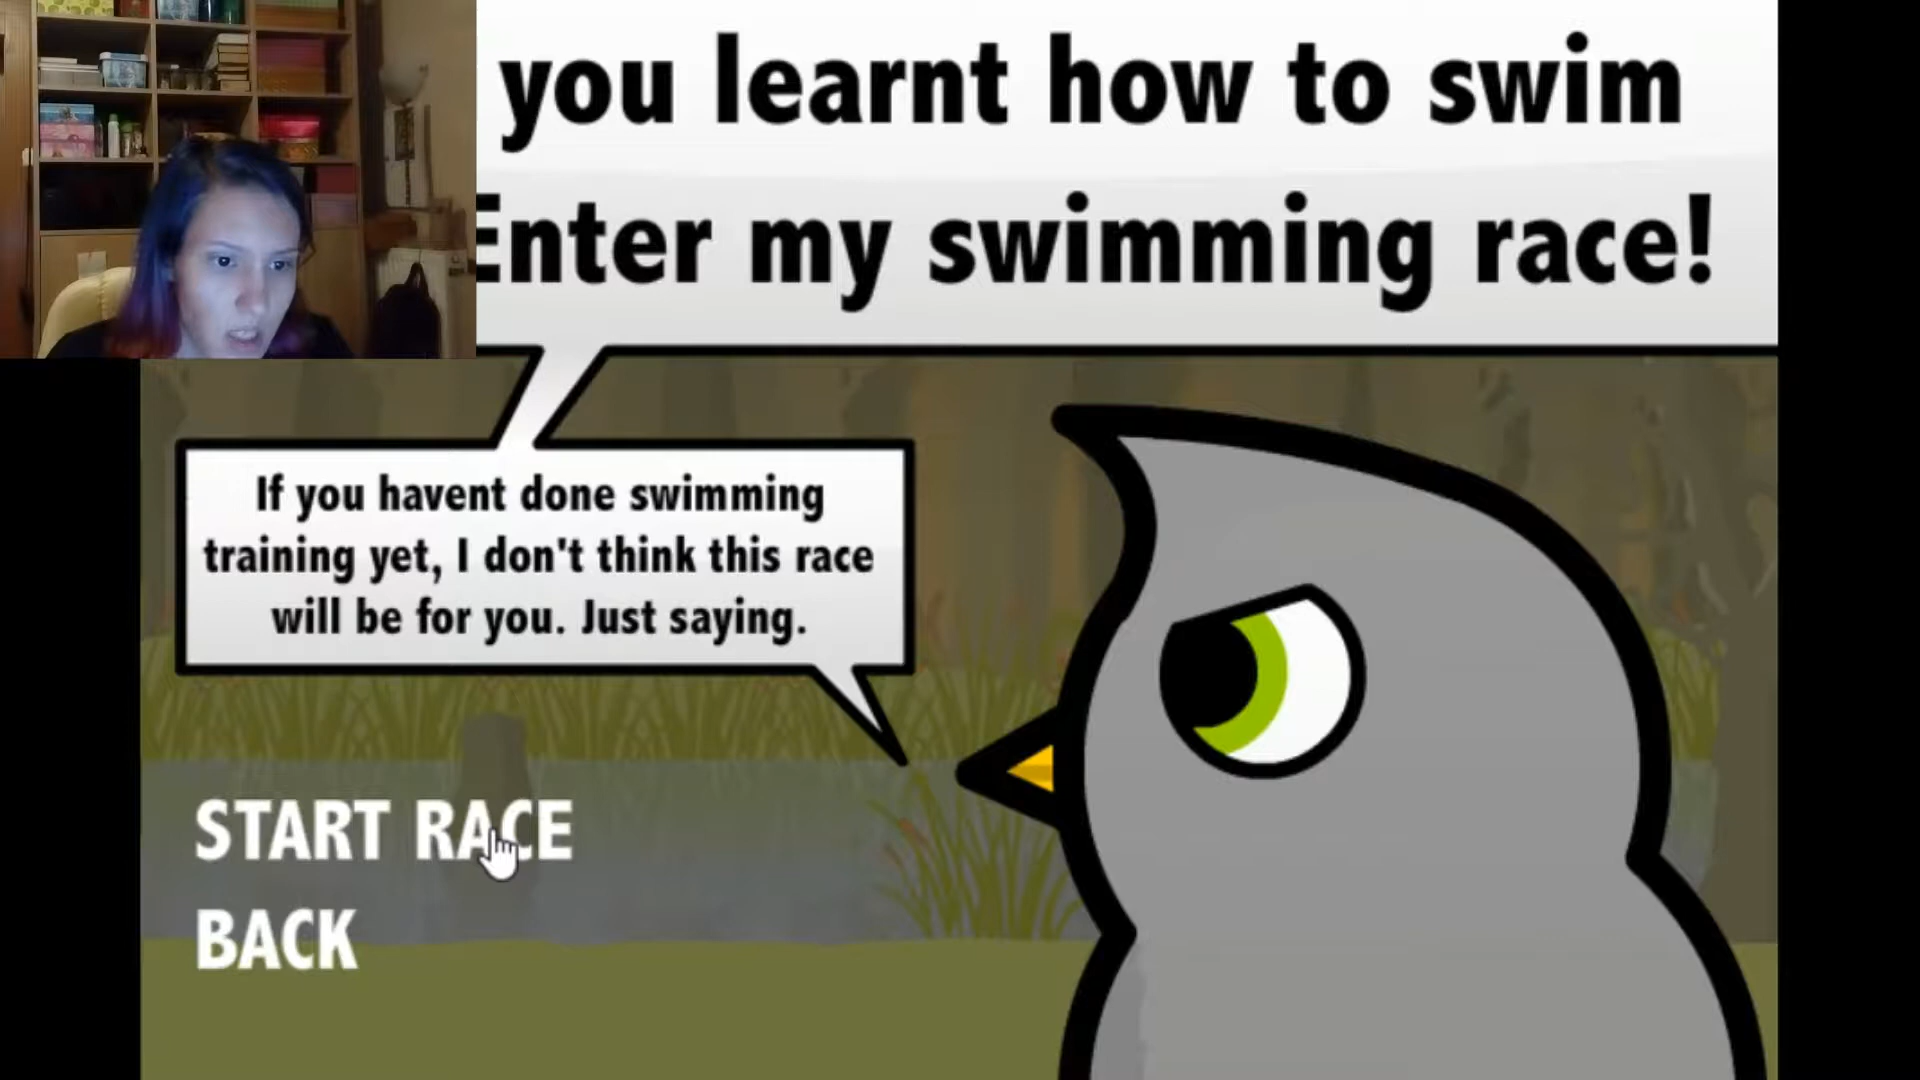 you learnt how to swim
Enter my swimming race!
If you havent done swimming
training yet, I don't think this race
will be for you. Just saying.
START RACE
BACK